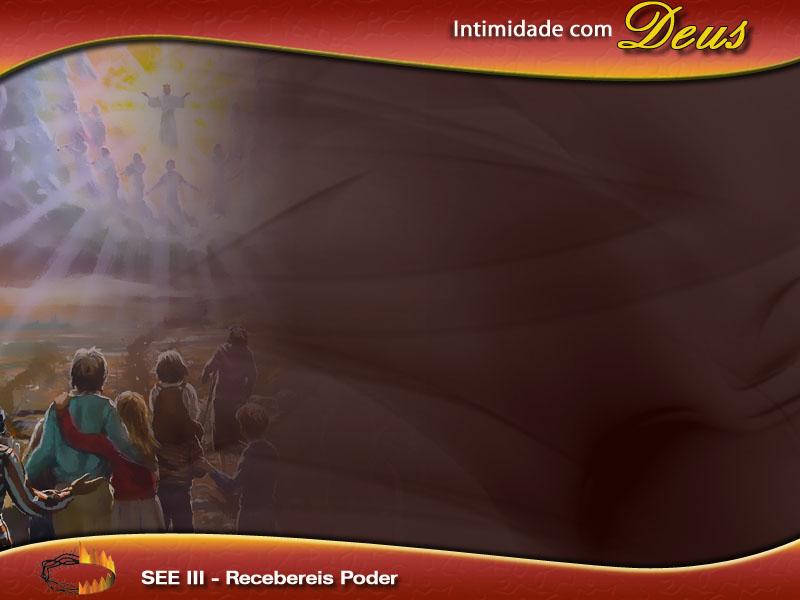 Intimidade com Deus
SEE III - Recebereis Poder